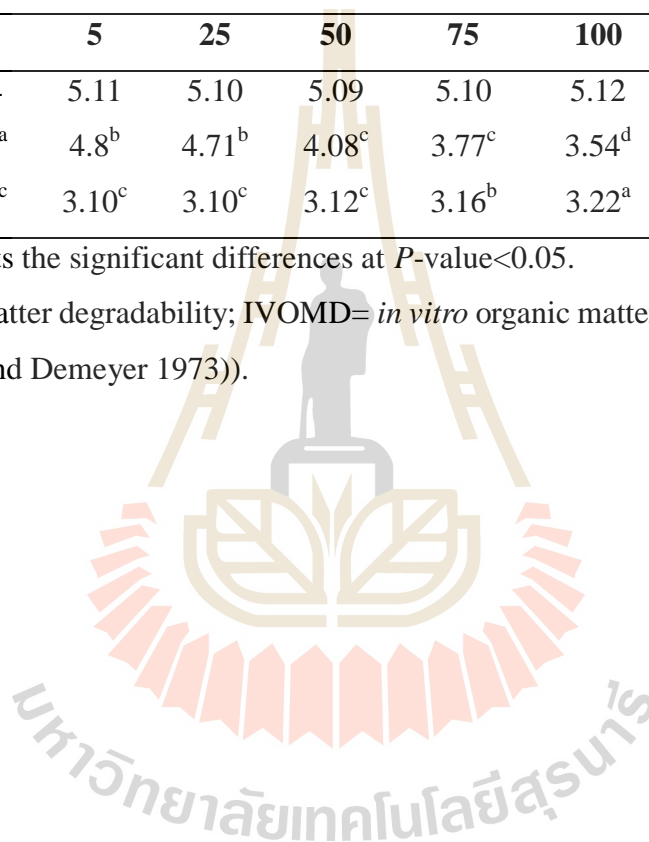 5 25 50 75 100
5.11 5.10 5.09 5.10 5.12
a 4.8b 4.71b 4.08c 3.77c 3.54d
c 3.10c 3.10c 3.12c 3.16b 3.22a
ts the significant differences at P-value<0.05.
atter degradability; IVOMD= in vitro organic matte
nd Demeyer 1973)).
มหาวิทยาลัยเทคโนโลยีสุรนารี